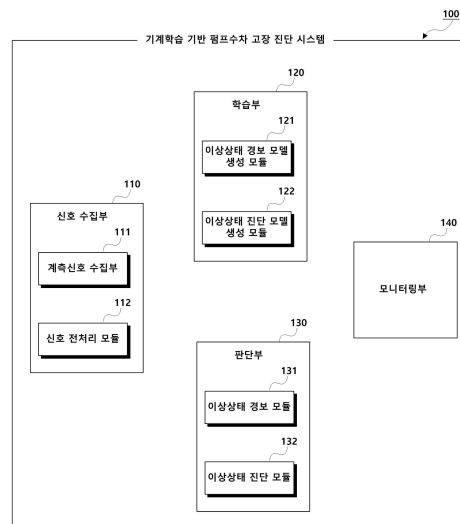 100
기계학습 기반 펌프수차 고장 진단 시스템
120
학습부
121
이상상태 경보 모델
생성 모듈
122
이상상태 진단 모델
생성 모듈
110
신호 수집부
111
계측신호 수집부
112
신호 전처리 모듈
140
모니터링부
130
판단부
131
이상상태 경보 모듈
132
이상상태 진단 모듈